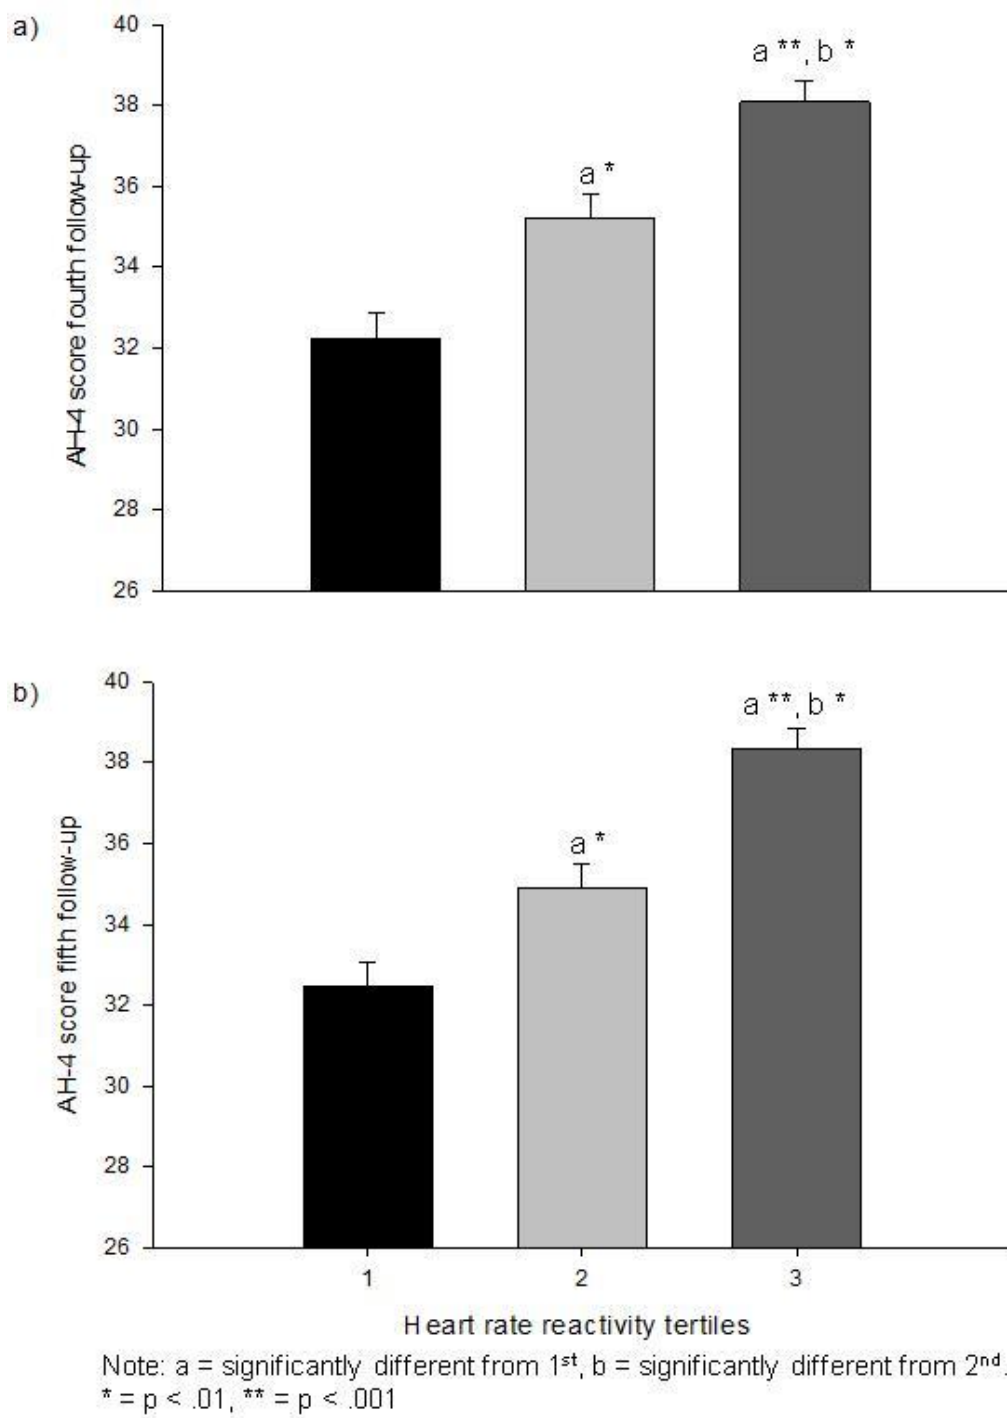 a)
40
38
36
34
32
30
28
26
AH-4 score fourth follow-up
a *
a **, b *
b)
40
38
36
34
32
30
28
26
AH-4 score fifth follow-up
a *
a **, b *
1 2 3
Heart rate reactivity tertiles
Note: a = significantly different from 1st, b = significantly different from 2nd.
* = p < .01, ** = p < .001